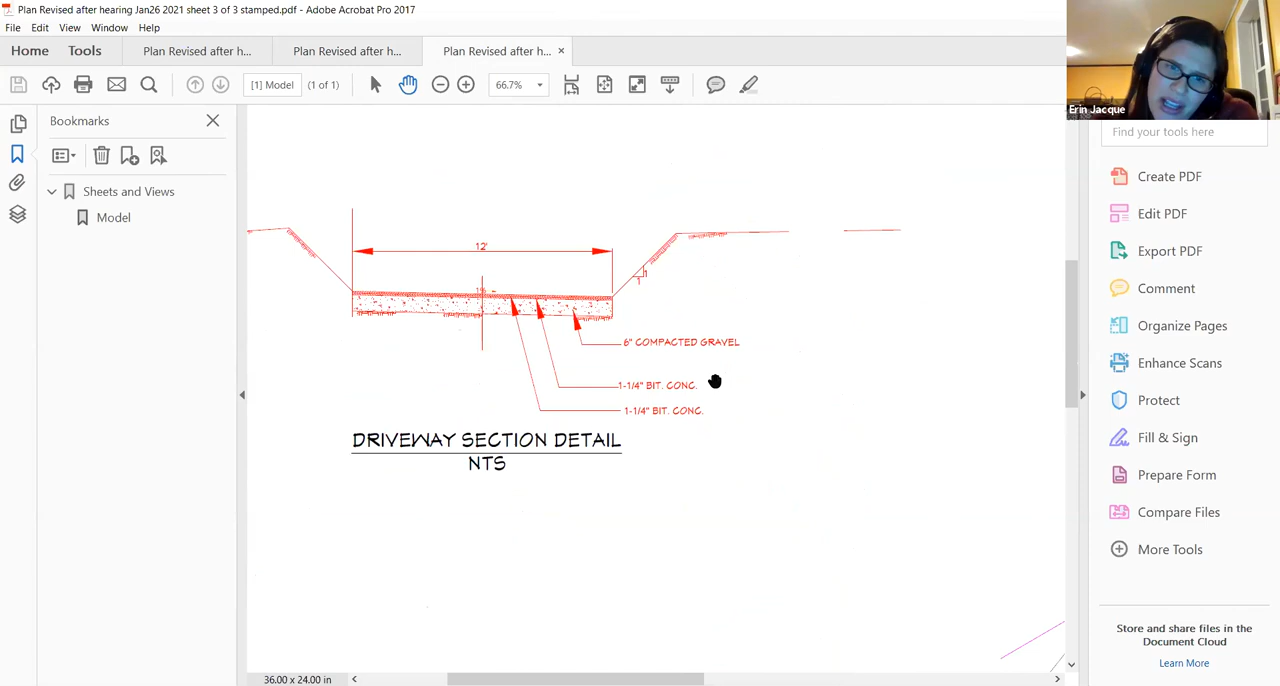 Plan Revised after hearing Jan26 2021 sheet 3 of 3 stamped.pdf - Adobe Acrobat Pro 2017
File Edit View Window Help
Home Tools Plan Revised after h... Plan Revised after h... Plan Revised after h... ×
[1] Model (1 of 1) 66.7%
Erin Jacque
Bookmarks
Sheets and Views
Model
12'
1
1
6" COMPACTED GRAVEL
1-1/4" BIT. CONC.
1-1/4" BIT. CONC.
DRIVEWAY SECTION DETAIL
NTS
36.00 x 24.00 in
Find your tools here
Create PDF
Edit PDF
Export PDF
Comment
Organize Pages
Enhance Scans
Protect
Fill & Sign
Prepare Form
Compare Files
More Tools
Store and share files in the
Document Cloud
Learn More